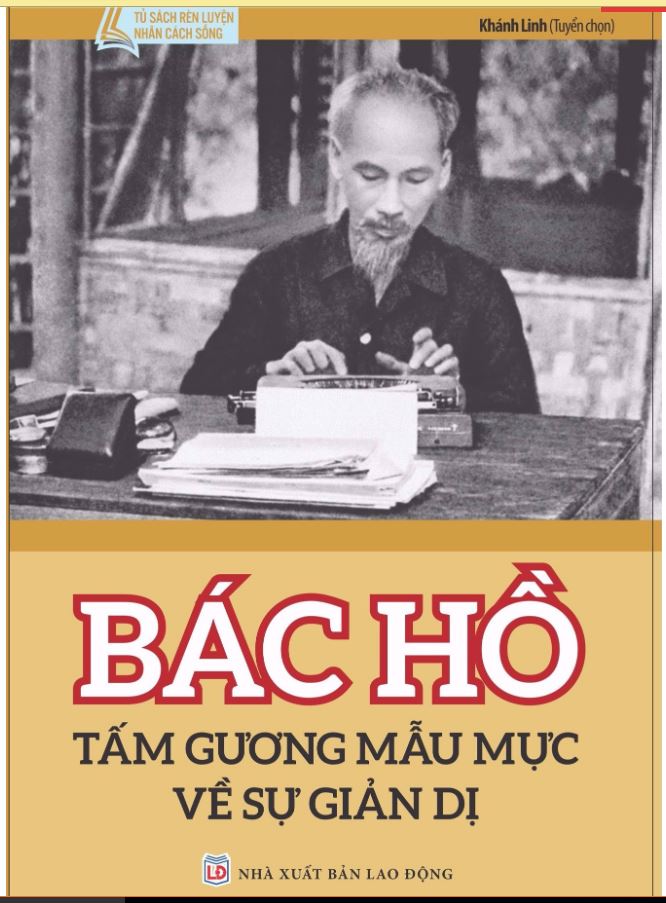 TỦ SÁCH RÈN LUYỆN
NHÂN CÁCH SỐNG
Khánh Linh (Tuyển chọn)
BÁC HỒ
TẤM GƯƠNG MẪU MỰC
VỀ SỰ GIẢN DỊ
LĐ NHÀ XUẤT BẢN LAO ĐỘNG